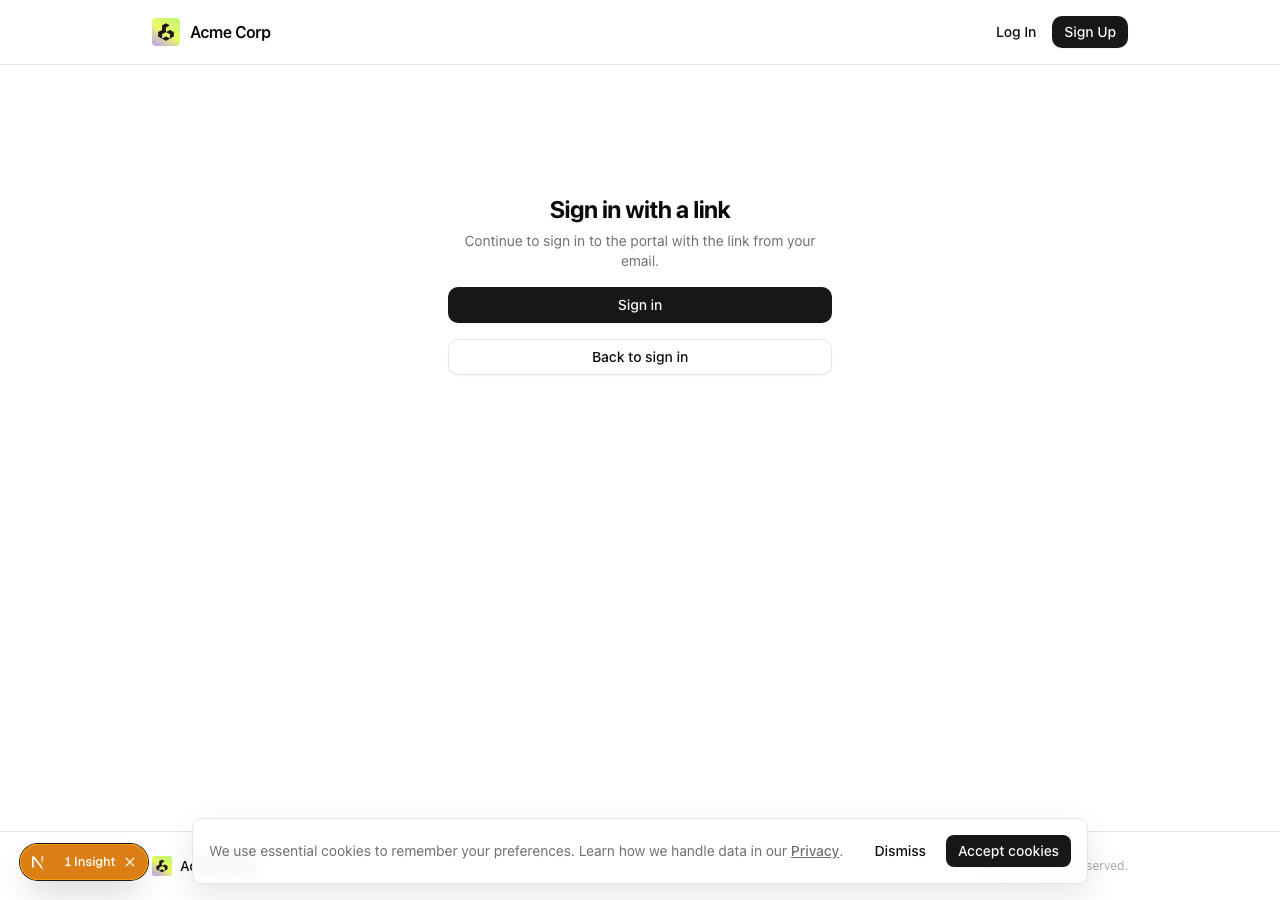 Acme Corp
Log In
Sign Up
Sign in with a link
Continue to sign in to the portal with the link from your
email.
Sign in
Back to sign in
We use essential cookies to remember your preferences. Learn how we handle data in our Privacy.
Dismiss
Accept cookies
1 Insight